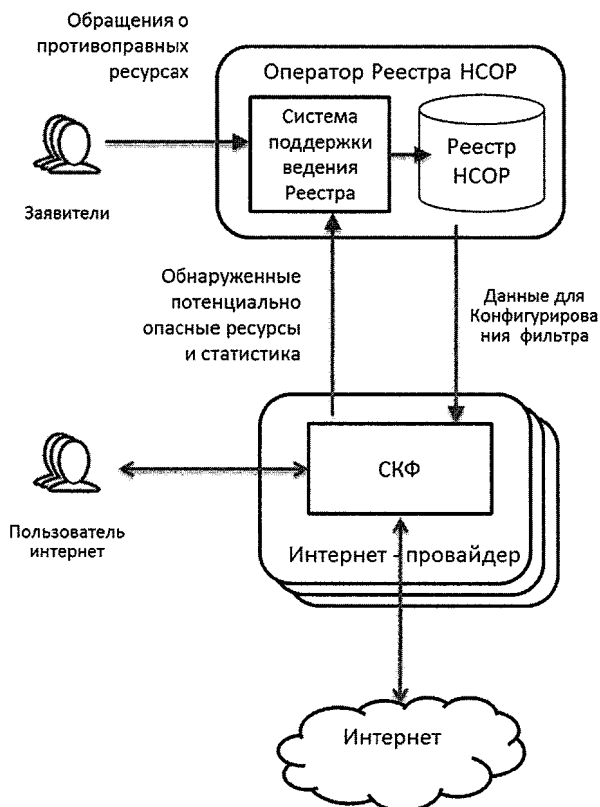 Обращения о
противоправных
ресурсах
Оператор Реестра НСОР
Система
поддержки
ведения
Реестра
Реестр
НСОР
Заявители
Обнаруженные
потенциально
опасные ресурсы
и статистика
Данные для
Конфигурирова
ния фильтра
СКФ
Пользователь
интернет
Интернет - провайдер
Интернет